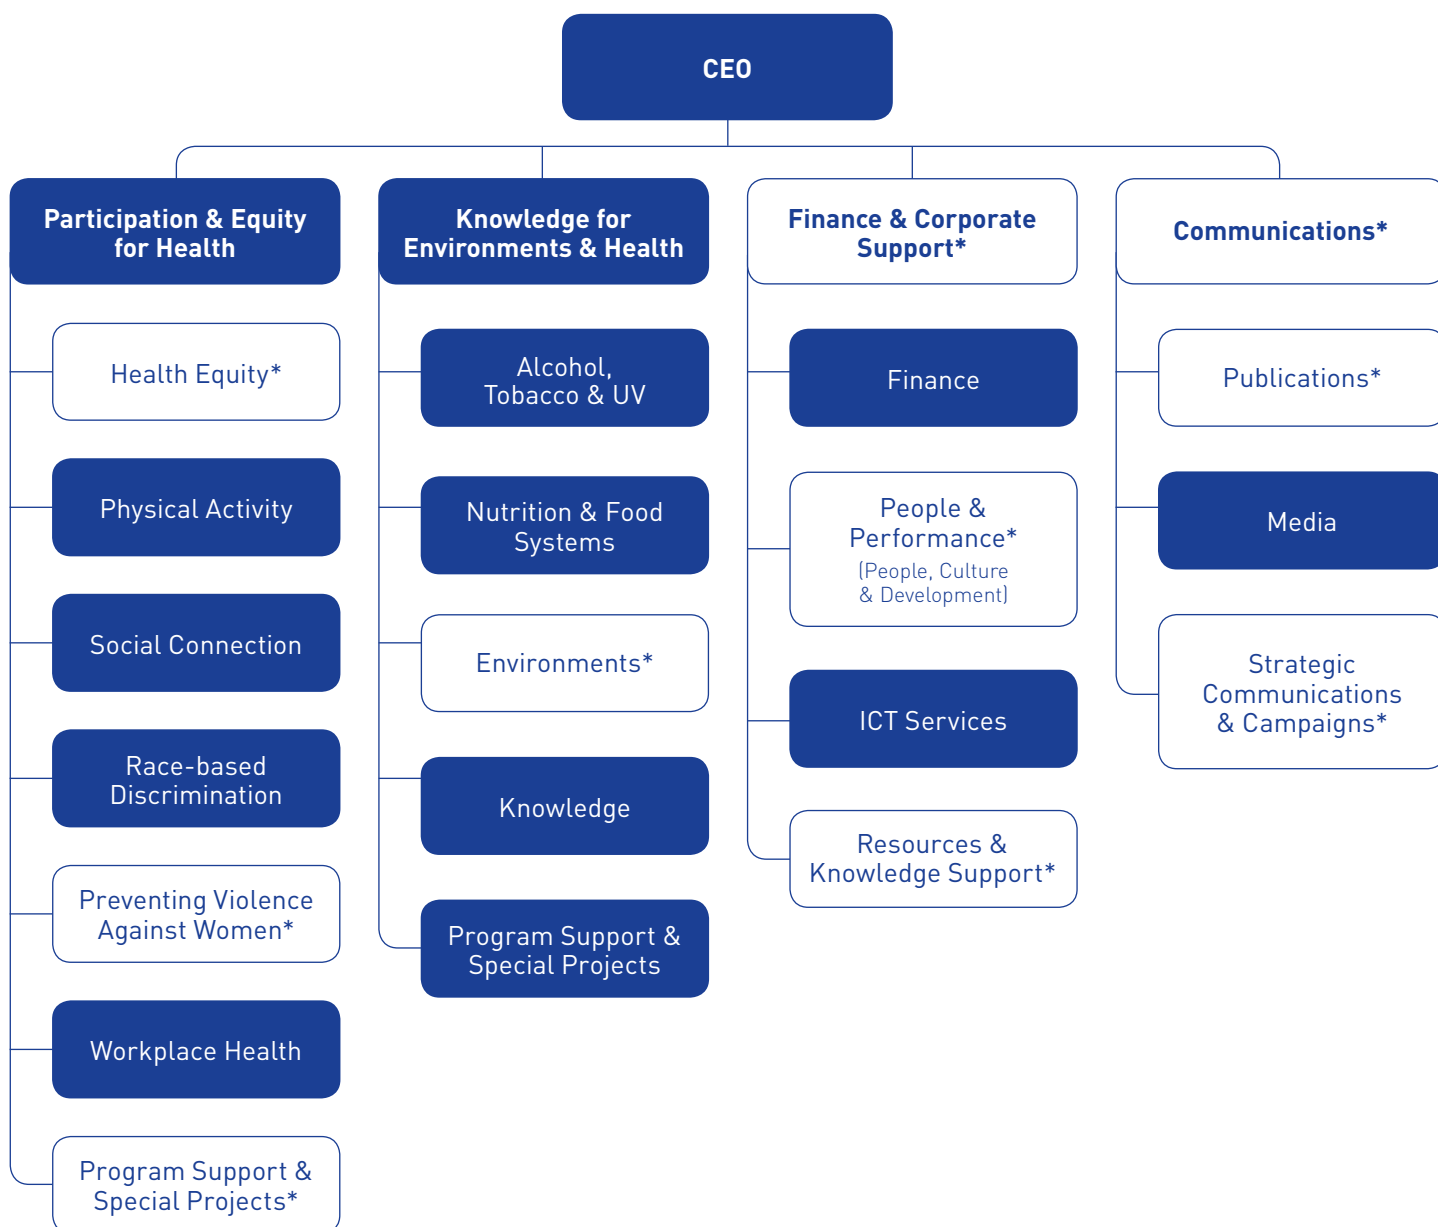 CEO
Participation & Equity
for Health
Knowledge for
Environments & Health
Finance & Corporate
Support*
Communications*
Health Equity*
Physical Activity
Social Connection
Race-based
Discrimination
Preventing Violence
Against Women*
Workplace Health
Program Support &
Special Projects*
Alcohol,
Tobacco & UV
Nutrition & Food
Systems
Environments*
Knowledge
Program Support &
Special Projects
Finance
People &
Performance*
(People, Culture
& Development)
ICT Services
Resources &
Knowledge Support*
Publications*
Media
Strategic
Communications
& Campaigns*